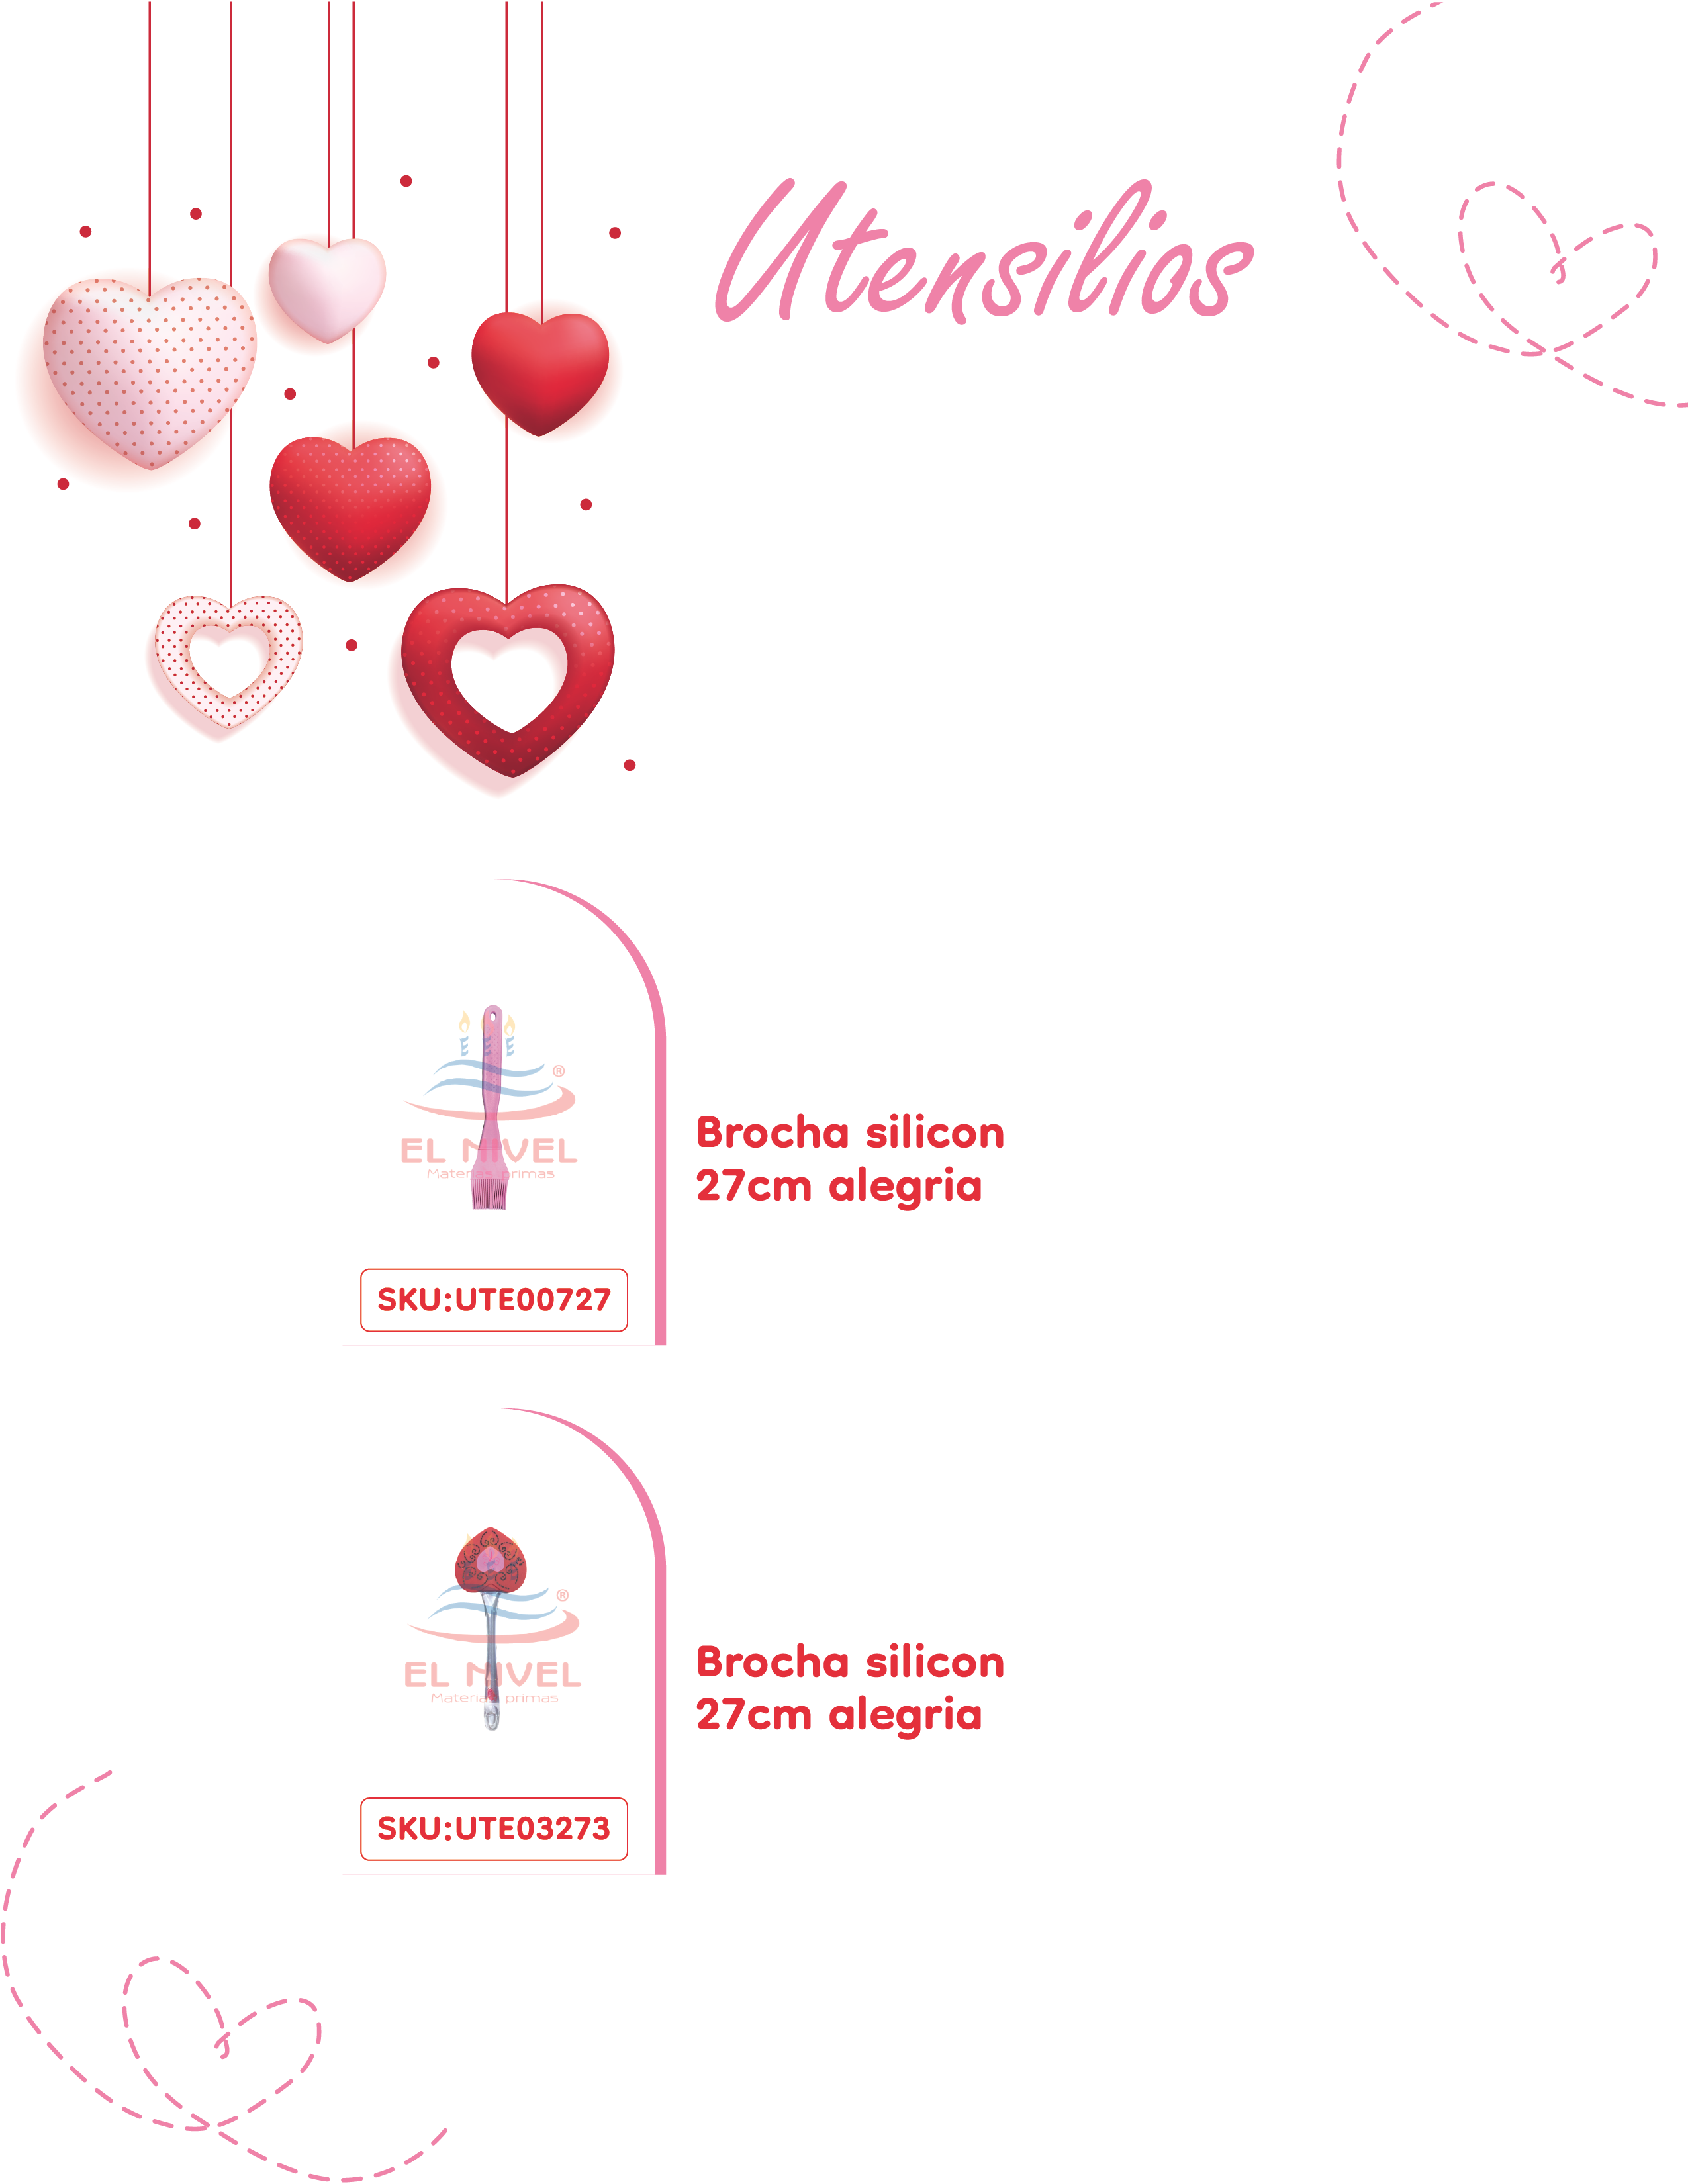 Utensilios
®
EL NIVEL
Materias primas
Brocha silicon
27cm alegria
SKU:UTE00727
®
EL NIVEL
Materias primas
Brocha silicon
27cm alegria
SKU:UTE03273